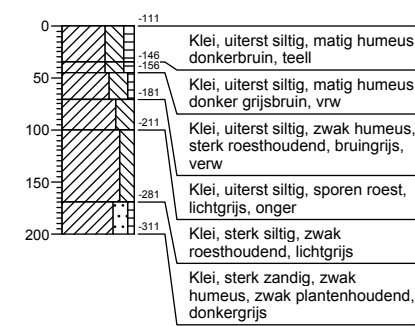 0
50
100
150
200
-111
-146
-156
-181
-211
-281
-311
Klei, uiterst siltig, matig humeus,
donkerbruin, teell
Klei, uiterst siltig, matig humeus,
donker grijsbruin, vrw
Klei, uiterst siltig, zwak humeus,
sterk roesthoudend, bruingrijs,
verw
Klei, uiterst siltig, sporen roest,
lichtgrijs, onger
Klei, sterk siltig, zwak
roesthoudend, lichtgrijs
Klei, sterk zandig, zwak
humeus, zwak plantenhoudend,
donkergrijs